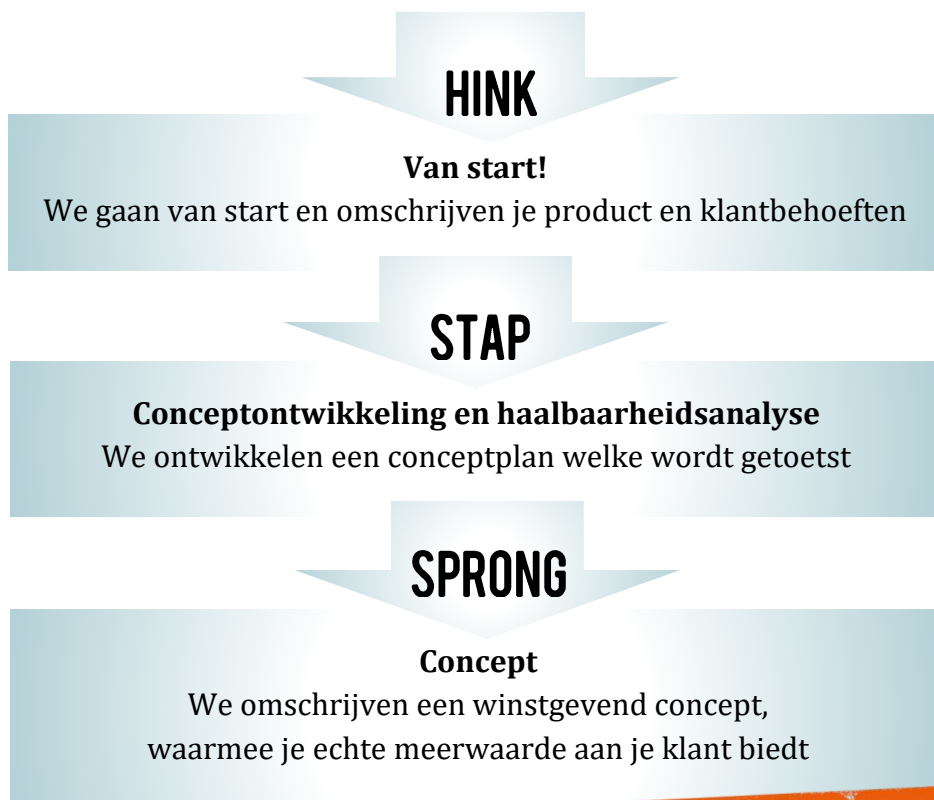 HINK
Van start!
We gaan van start en omschrijven je product en klantbehoeften
STAP
Conceptontwikkeling en haalbaarheidsanalyse
We ontwikkelen een conceptplan welke wordt getoetst
SPRONG
Concept
We omschrijven een winstgevend concept,
waarmee je echte meerwaarde aan je klant biedt